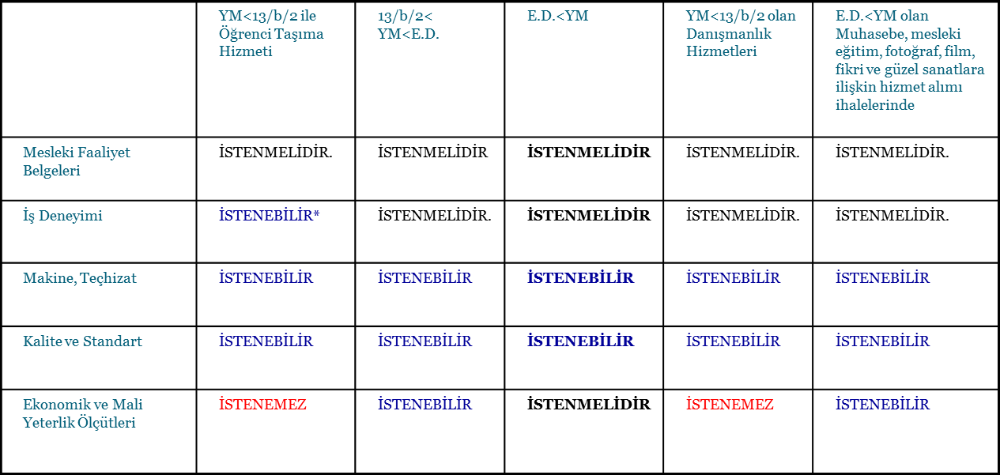 YM<13/b/2 ile
Öğrenci Taşıma
Hizmeti
13/b/2<
YM<E.D.
E.D.<YM
YM<13/b/2 olan
Danışmanlık
Hizmetleri
E.D.<YM olan
Muhasebe, mesleki
eğitim, fotoğraf, film,
fikri ve güzel sanatlara
ilişkin hizmet alımı
ihalelerinde
Mesleki Faaliyet
Belgeleri
İSTENMELİDİR.
İSTENMELİDİR
İSTENMELİDİR
İSTENMELİDİR.
İSTENMELİDİR.
İş Deneyimi
İSTENEBİLİR*
İSTENMELİDİR.
İSTENMELİDİR
İSTENMELİDİR.
İSTENMELİDİR.
Makine, Teçhizat
İSTENEBİLİR
İSTENEBİLİR
İSTENEBİLİR
İSTENEBİLİR
İSTENEBİLİR
Kalite ve Standart
İSTENEBİLİR
İSTENEBİLİR
İSTENEBİLİR
İSTENEBİLİR
İSTENEBİLİR
Ekonomik ve Mali
Yeterlik Ölçütleri
İSTENEMEZ
İSTENEBİLİR
İSTENMELİDİR
İSTENEMEZ
İSTENEBİLİR